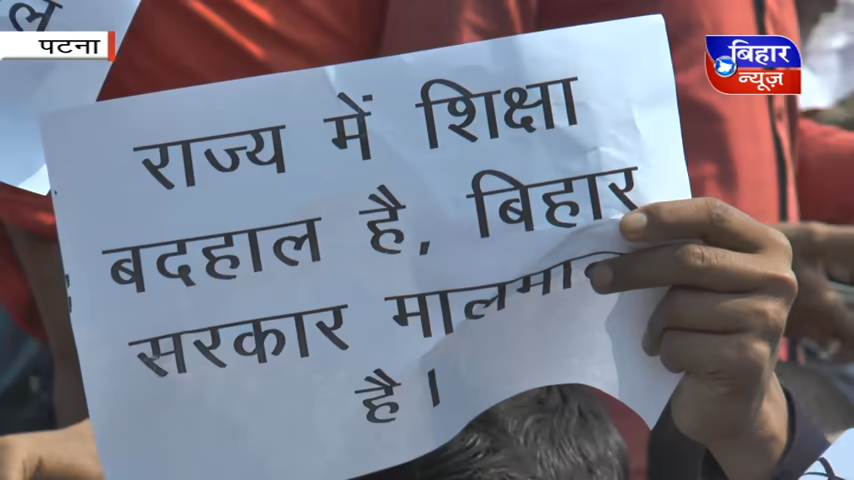 पटना
बिहार
न्यूज़
राज्य में शिक्षा
बदहाल है, बिहार
सरकार
है ।